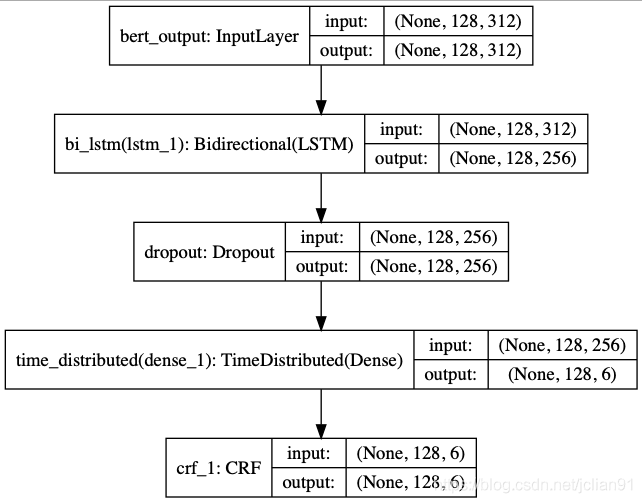 bert_output: InputLayer
input: (None, 128, 312)
output: (None, 128, 312)
bi_lstm(lstm_1): Bidirectional(LSTM)
input: (None, 128, 312)
output: (None, 128, 256)
dropout: Dropout
input: (None, 128, 256)
output: (None, 128, 256)
time_distributed(dense_1): TimeDistributed(Dense)
input: (None, 128, 256)
output: (None, 128, 6)
crf_1: CRF
input: (None, 128, 6)
output: (None, 128, 6)
blog.csdn.net/jclian91